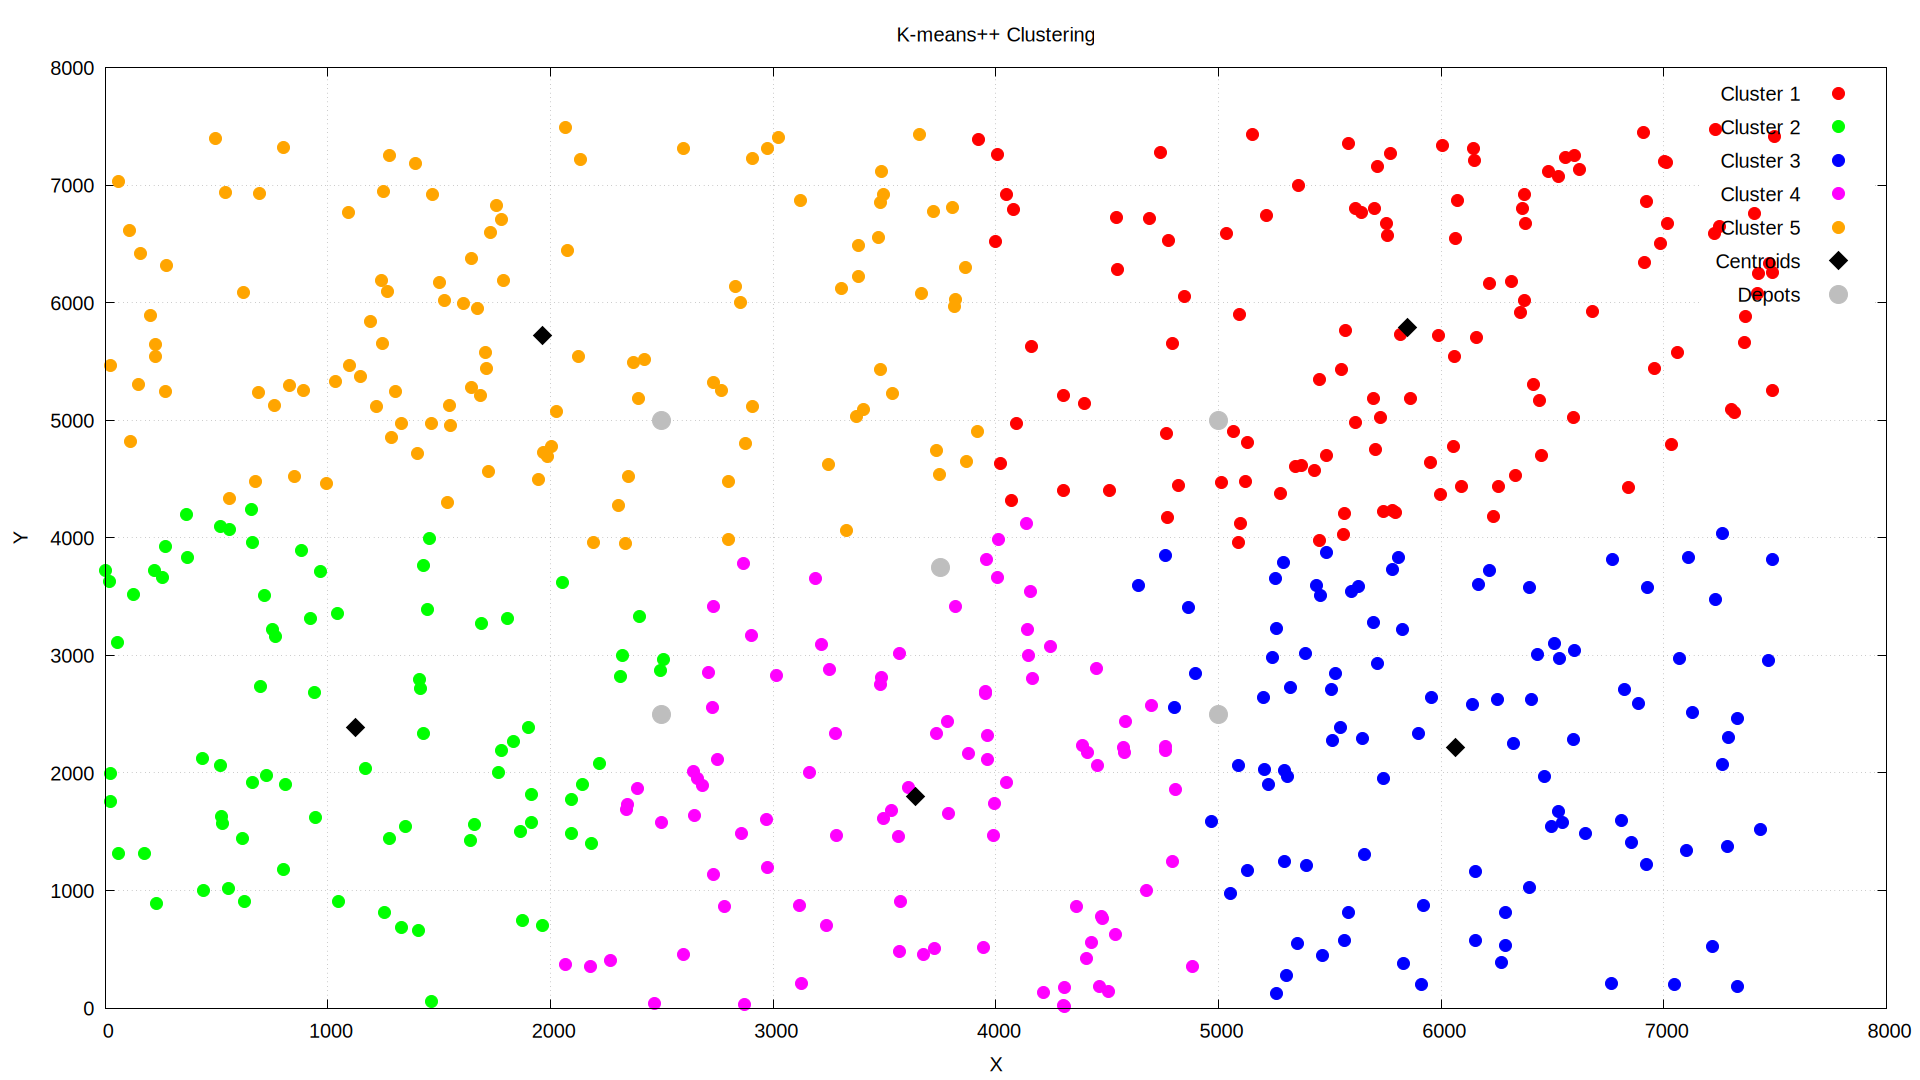 K-means++ Clustering
8000
7000
6000
5000
4000
3000
2000
1000
0
Y
Cluster 1
Cluster 2
Cluster 3
Cluster 4
Cluster 5
Centroids
Depots
0 1000 2000 3000 4000 5000 6000 7000 8000
X